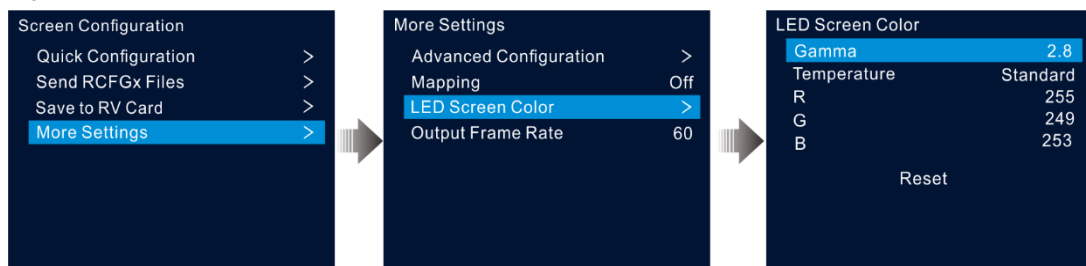 Screen Configuration
Quick Configuration >
Send RCFGx Files >
Save to RV Card >
More Settings >
More Settings
Advanced Configuration >
Mapping Off
LED Screen Color >
Output Frame Rate 60
LED Screen Color
Gamma 2.8
Temperature Standard
R 255
G 249
B 253
Reset